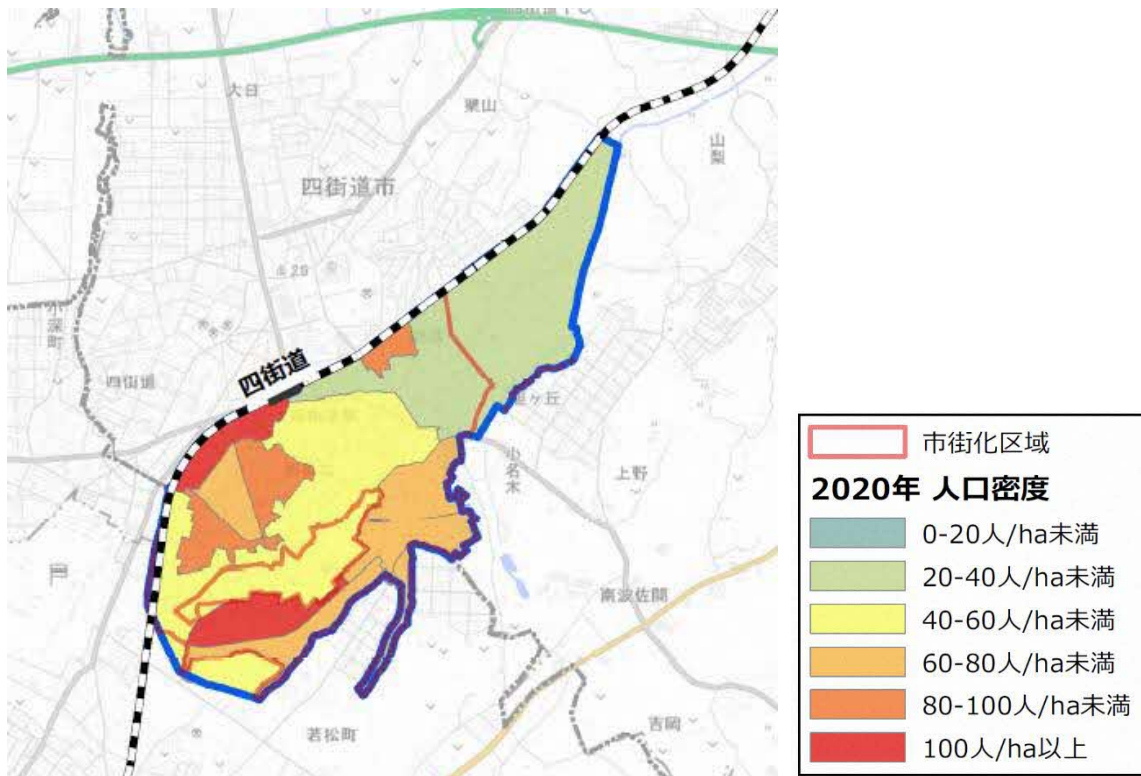 大日
栗山
山梨
四街道市
小深町
四街道
四街道
小名木
上野
南波佐間
若松町
吉岡
市街化区域
2020年 人口密度
0-20人/ha未満
20-40人/ha未満
40-60人/ha未満
60-80人/ha未満
80-100人/ha未満
100人/ha以上